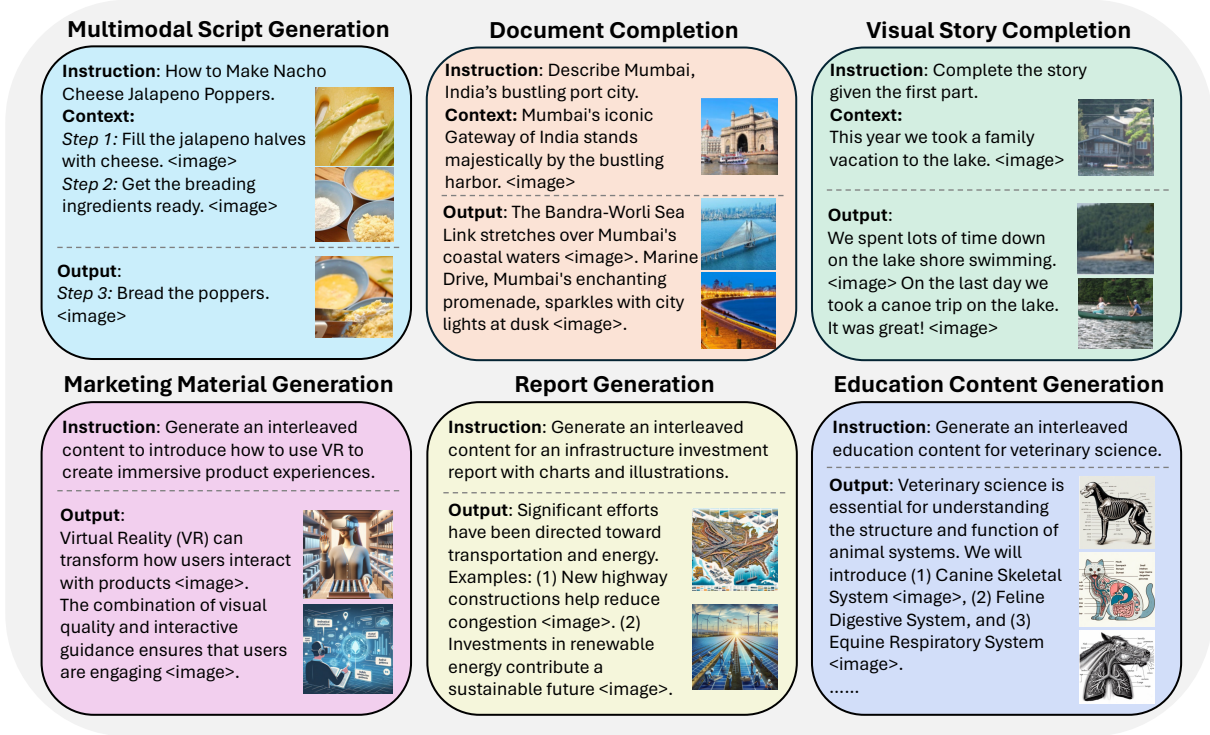 Multimodal Script Generation
Instruction: How to Make Nacho
Cheese Jalapeno Poppers.
Context:
Step 1: Fill the jalapeno halves
with cheese. <image>
Step 2: Get the breading
ingredients ready. <image>
Output:
Step 3: Bread the poppers.
<image>
Document Completion
Instruction: Describe Mumbai,
India’s bustling port city.
Context: Mumbai's iconic
Gateway of India stands
majestically by the bustling
harbor. <image>
Output: The Bandra-Worli Sea
Link stretches over Mumbai's
coastal waters <image>. Marine
Drive, Mumbai's enchanting
promenade, sparkles with city
lights at dusk <image>.
Visual Story Completion
Instruction: Complete the story
given the first part.
Context:
This year we took a family
vacation to the lake. <image>
Output:
We spent lots of time down
on the lake shore swimming.
<image> On the last day we
took a canoe trip on the lake.
It was great! <image>
Marketing Material Generation
Instruction: Generate an interleaved
content to introduce how to use VR to
create immersive product experiences.
Output:
Virtual Reality (VR) can
transform how users interact
with products <image>.
The combination of visual
quality and interactive
guidance ensures that users
are engaging <image>.
Report Generation
Instruction: Generate an interleaved
content for an infrastructure investment
report with charts and illustrations.
Output: Significant efforts
have been directed toward
transportation and energy.
Examples: (1) New highway
constructions help reduce
congestion <image>. (2)
Investments in renewable
energy contribute a
sustainable future <image>.
Education Content Generation
Instruction: Generate an interleaved
education content for veterinary science.
Output: Veterinary science is
essential for understanding
the structure and function of
animal systems. We will
introduce (1) Canine Skeletal
System <image>, (2) Feline
Digestive System, and (3)
Equine Respiratory System
<image>.
......